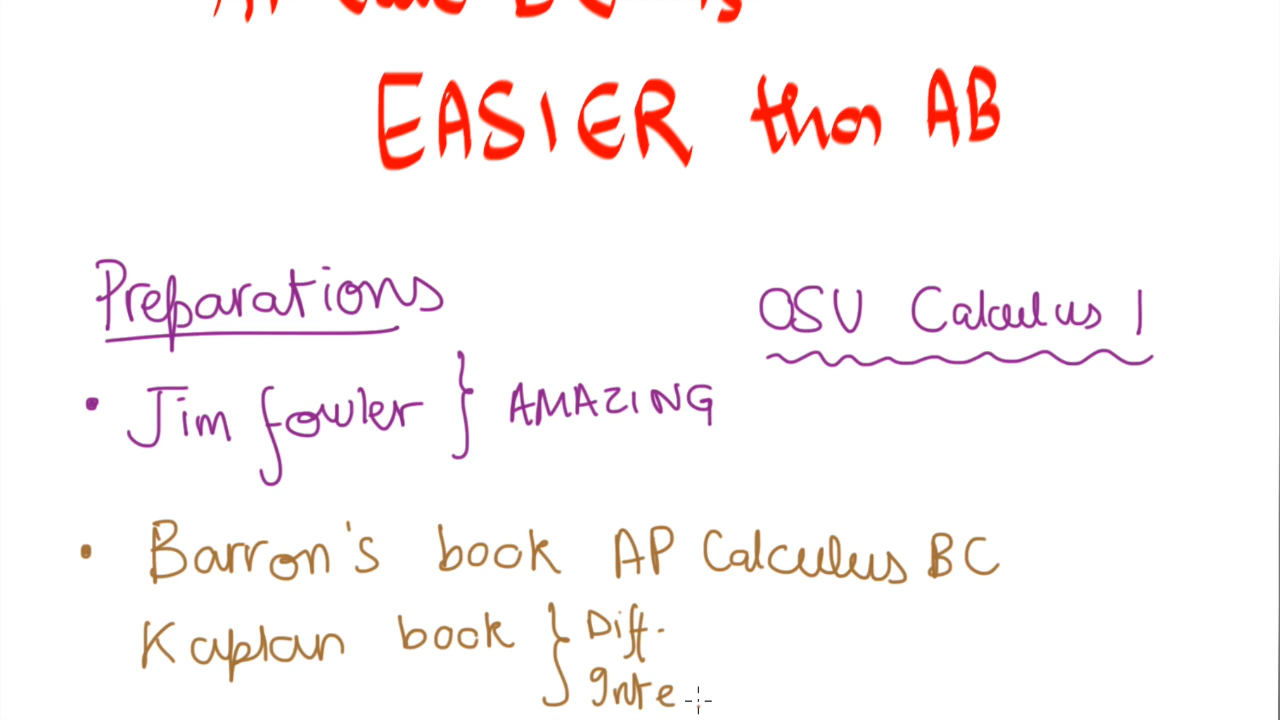 EASIER than AB
Preparations
OSU Calculus 1
• Jim fowler } AMAZING
• Barron's book AP Calculus BC
Kaplan book } Diff.
Inte